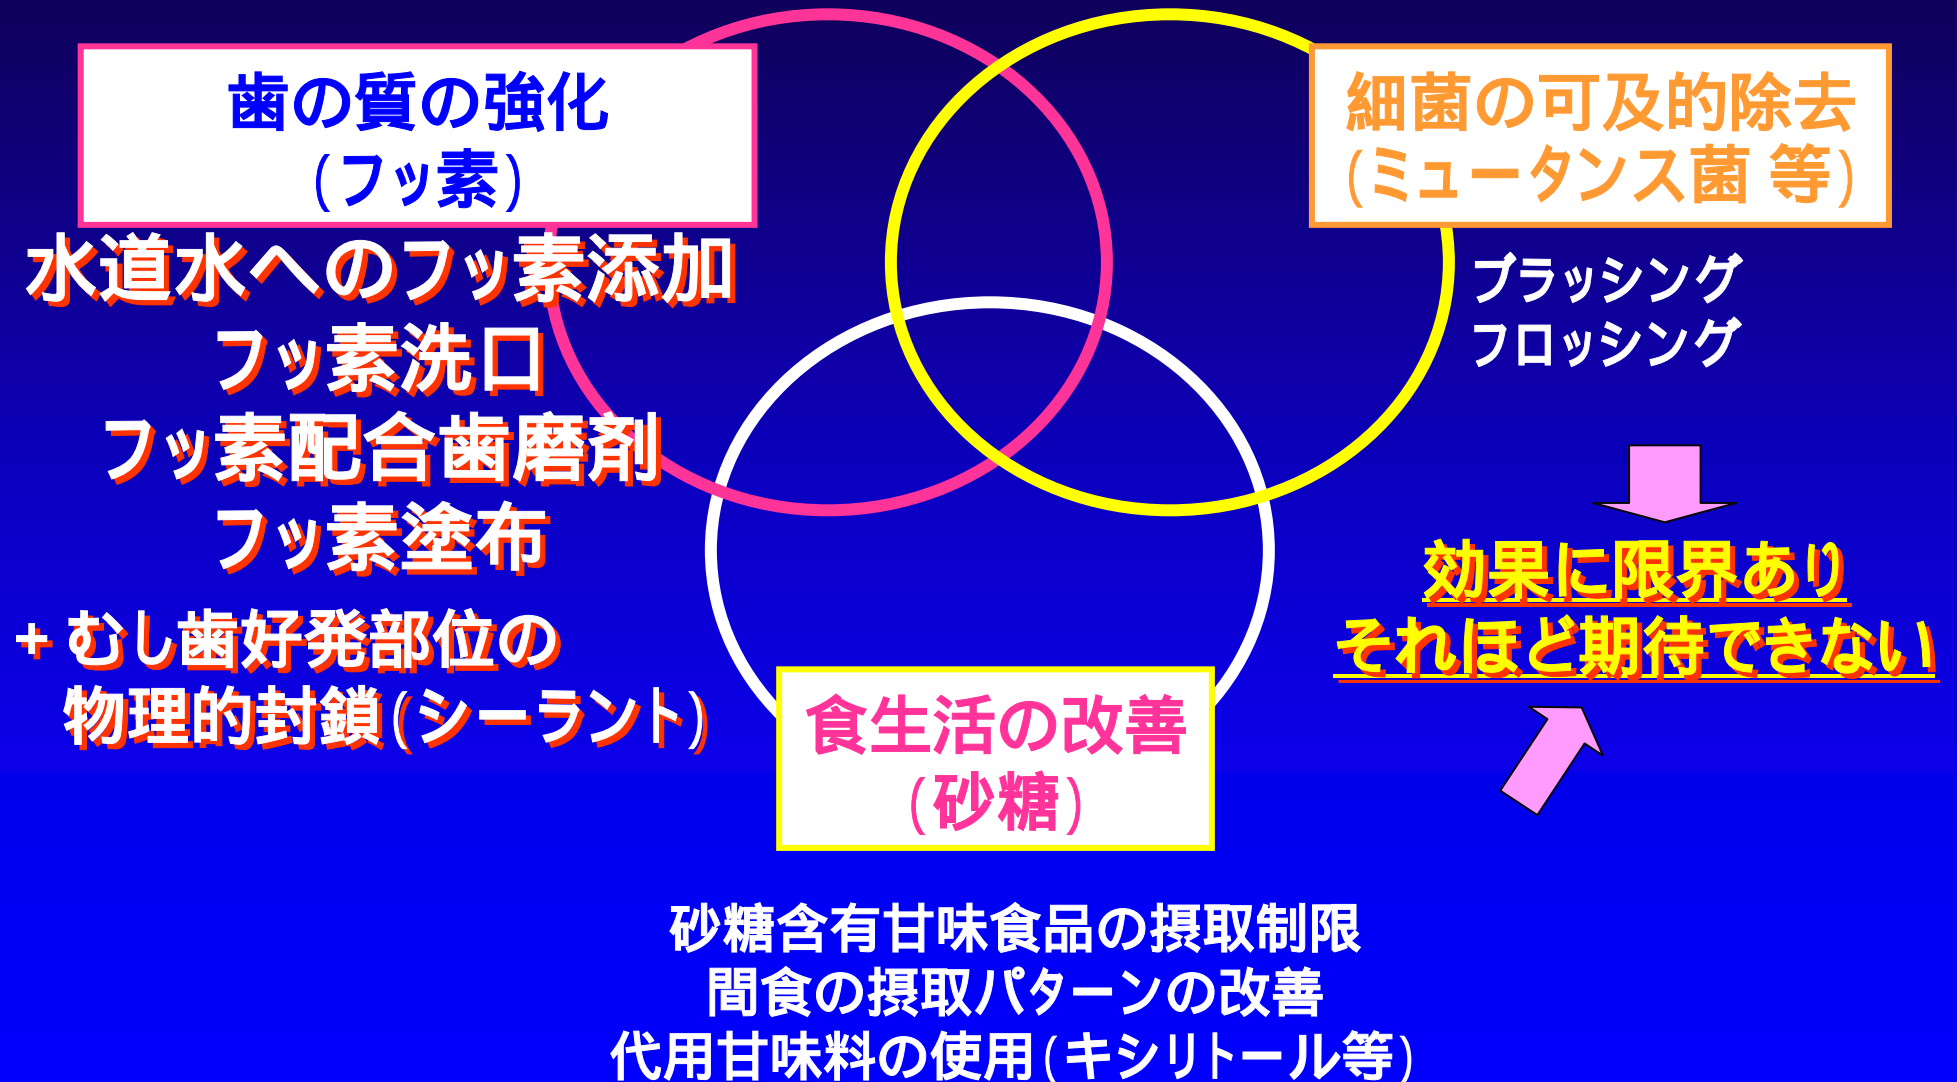 歯の質の強化
(フッ素)
水道水へのフッ素添加
フッ素洗口
フッ素配合歯磨剤
フッ素塗布
+ むし歯好発部位の
物理的封鎖(シーラント)
細菌の可及的除去
(ミュータンス菌 等)
ブラッシング
フロッシング
効果に限界あり
それほど期待できない
食生活の改善
(砂糖)
砂糖含有甘味食品の摂取制限
間食の摂取パターンの改善
代用甘味料の使用(キシリトール等)